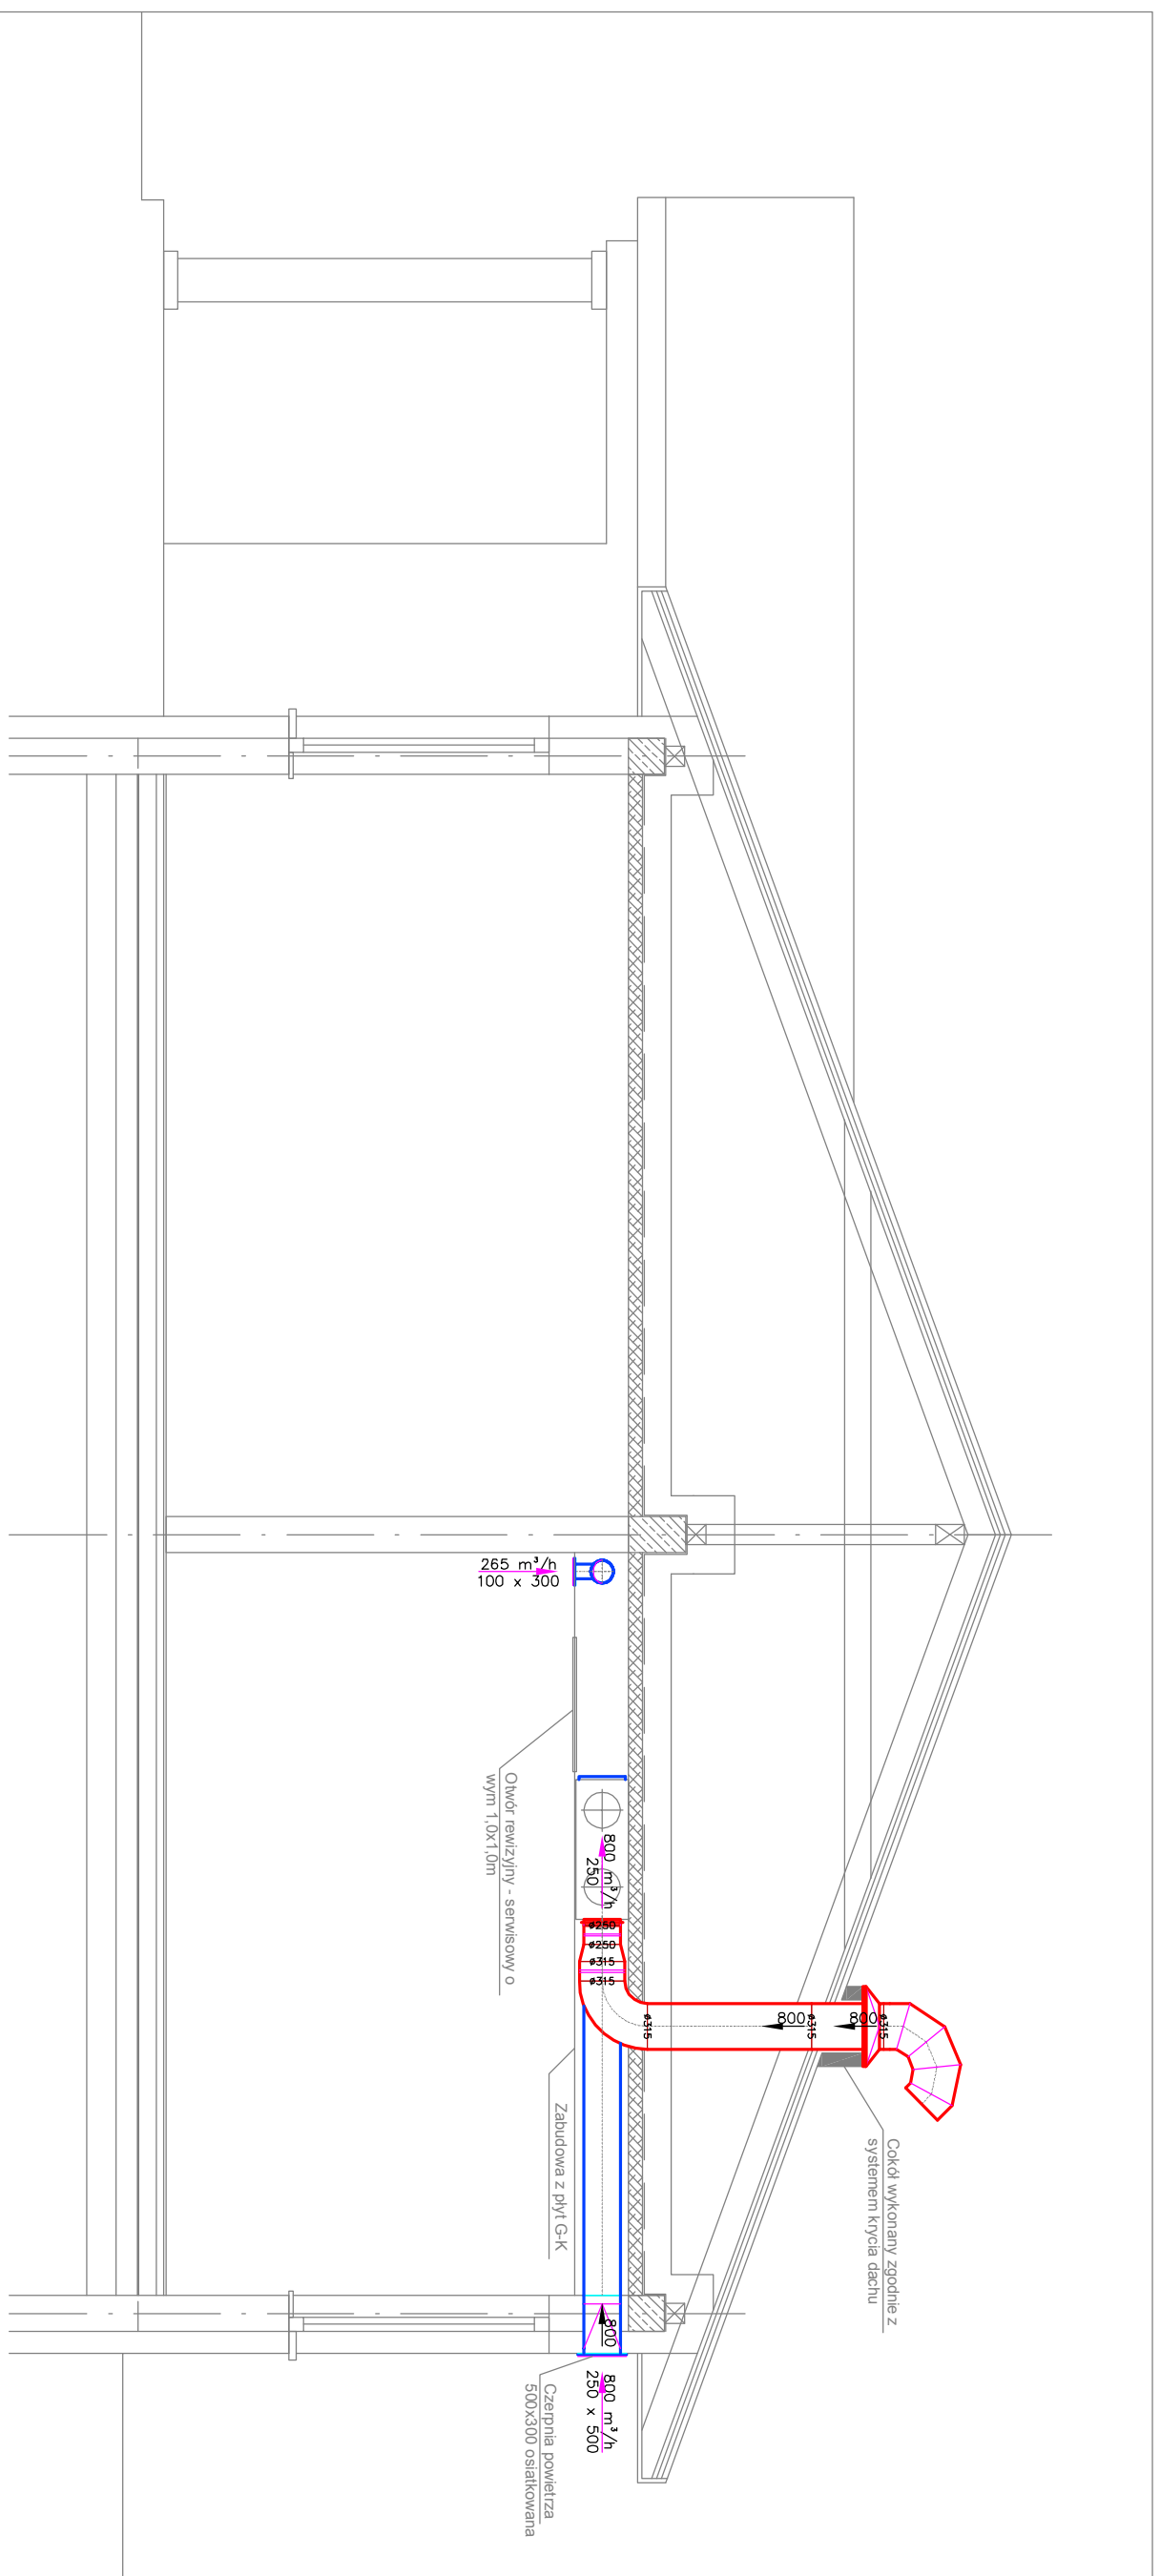 Cokół wykonany zgodnie z
systemem krycia dachu
ø315
800
ø315
800
ø315
265 m³/h
100 x 300
800 m³/h
250
ø250
ø250
ø315
ø315
800
800 m³/h
250 x 500
Otwór rewizyjny - serwisowy o
wym 1,0x1,0m
Zabudowa z płyt G-K
Czerpnia powietrza
500x300 osiatkowana